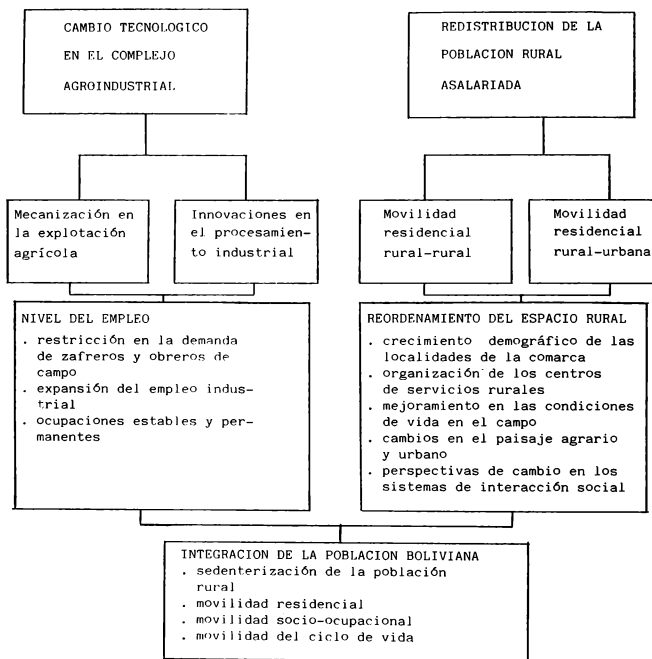 CAMBIO TECNOLOGICO
EN EL COMPLEJO
AGROINDUSTRIAL
REDISTRIBUCION DE LA
POBLACION RURAL
ASALARIADA
Mecanización en
la explotación
agrícola
Innovaciones en
el procesamien-
to industrial
Movilidad
residencial
rural-rural
Movilidad
residencial
rural-urbana
NIVEL DEL EMPLEO
. restricción en la demanda
de zafreros y obreros de
campo
. expansión del empleo indus-
trial
. ocupaciones estables y per-
manentes
REORDENAMIENTO DEL ESPACIO RURAL
. crecimiento demográfico de las
localidades de la comarca
. organización de los centros
de servicios rurales
. mejoramiento en las condiciones
de vida en el campo
. cambios en el paisaje agrario
y urbano
. perspectivas de cambio en los
sistemas de interacción social
INTEGRACION DE LA POBLACION BOLIVIANA
. sedenterización de la población
rural
. movilidad residencial
. movilidad socio-ocupacional
. movilidad del ciclo de vida